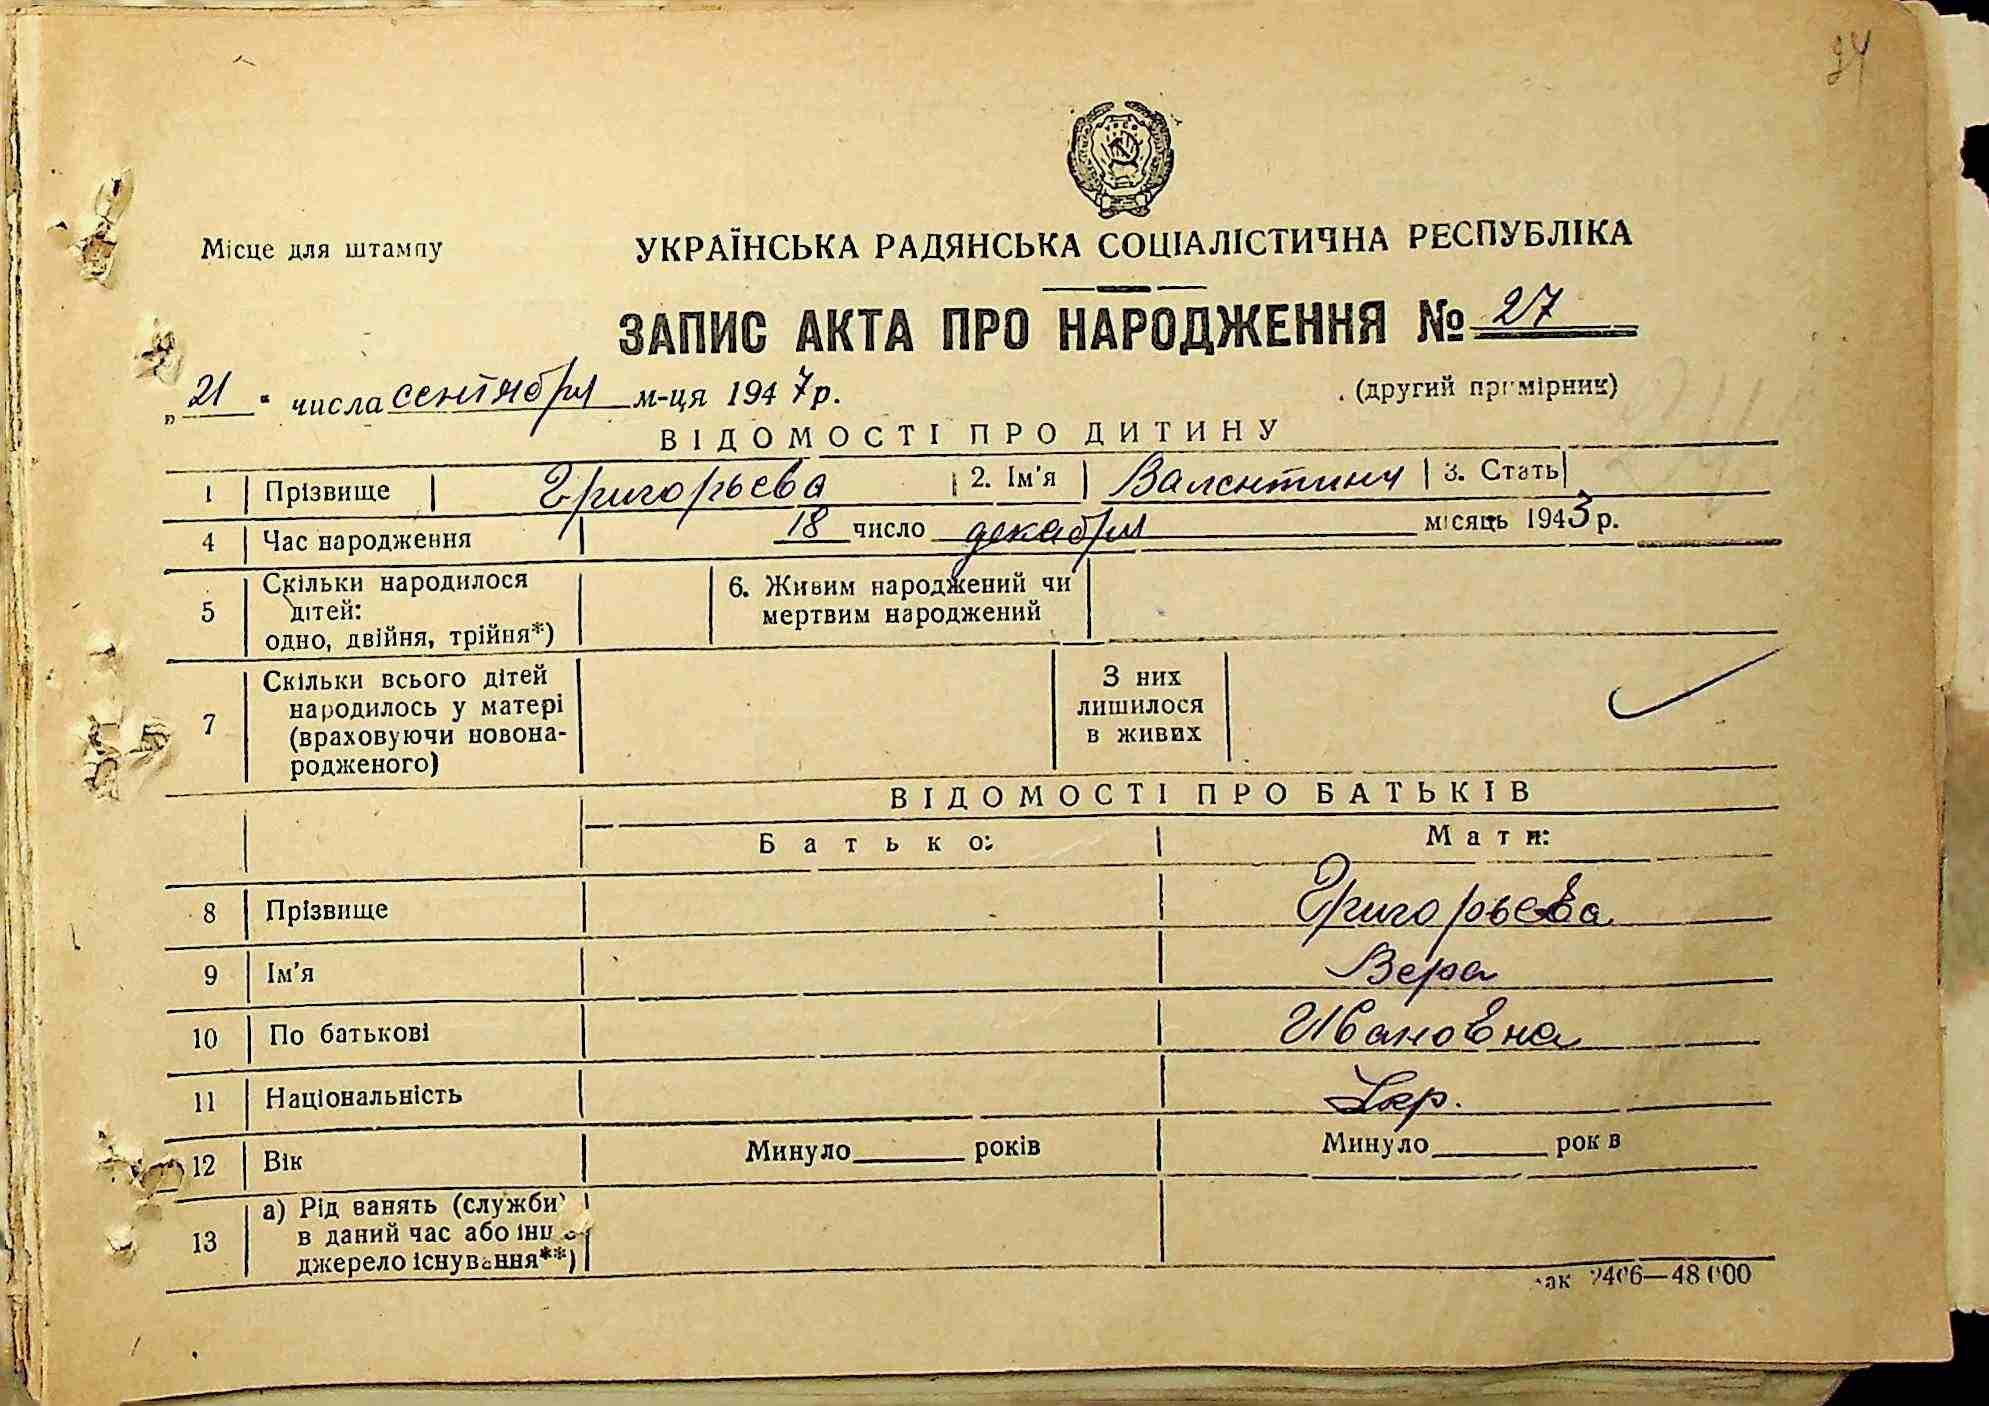 24
Місце для штампу
УКРАЇНСЬКА РАДЯНСЬКА СОЦІАЛІСТИЧНА РЕСПУБЛІКА
ЗАПИС АКТА ПРО НАРОДЖЕННЯ № 27
„21“ числа сентября м-ця 1947 р.
(другий примірник)
ВІДОМОСТІ ПРО ДИТИНУ
1 Прізвище Григорьева 2. Ім'я Валентина 3. Стать
4 Час народження 18 число декабря місяць 1943 р.
5 Скільки народилося
дітей:
одно, двійня, трійня*)
6. Живим народжений чи
мертвим народжений
7 Скільки всього дітей
народилось у матері
(враховуючи новона-
родженого)
З них
лишилося
в живих
ВІДОМОСТІ ПРО БАТЬКІВ
Батько: Мати:
8 Прізвище Григорьева
9 Ім'я Вера
10 По батькові Ивановна
11 Національність Укр.
12 Вік Минуло років Минуло рок в
13 а) Рід занять (служби)
в даний час або інше
джерело існування**)
зак 2406—48 000